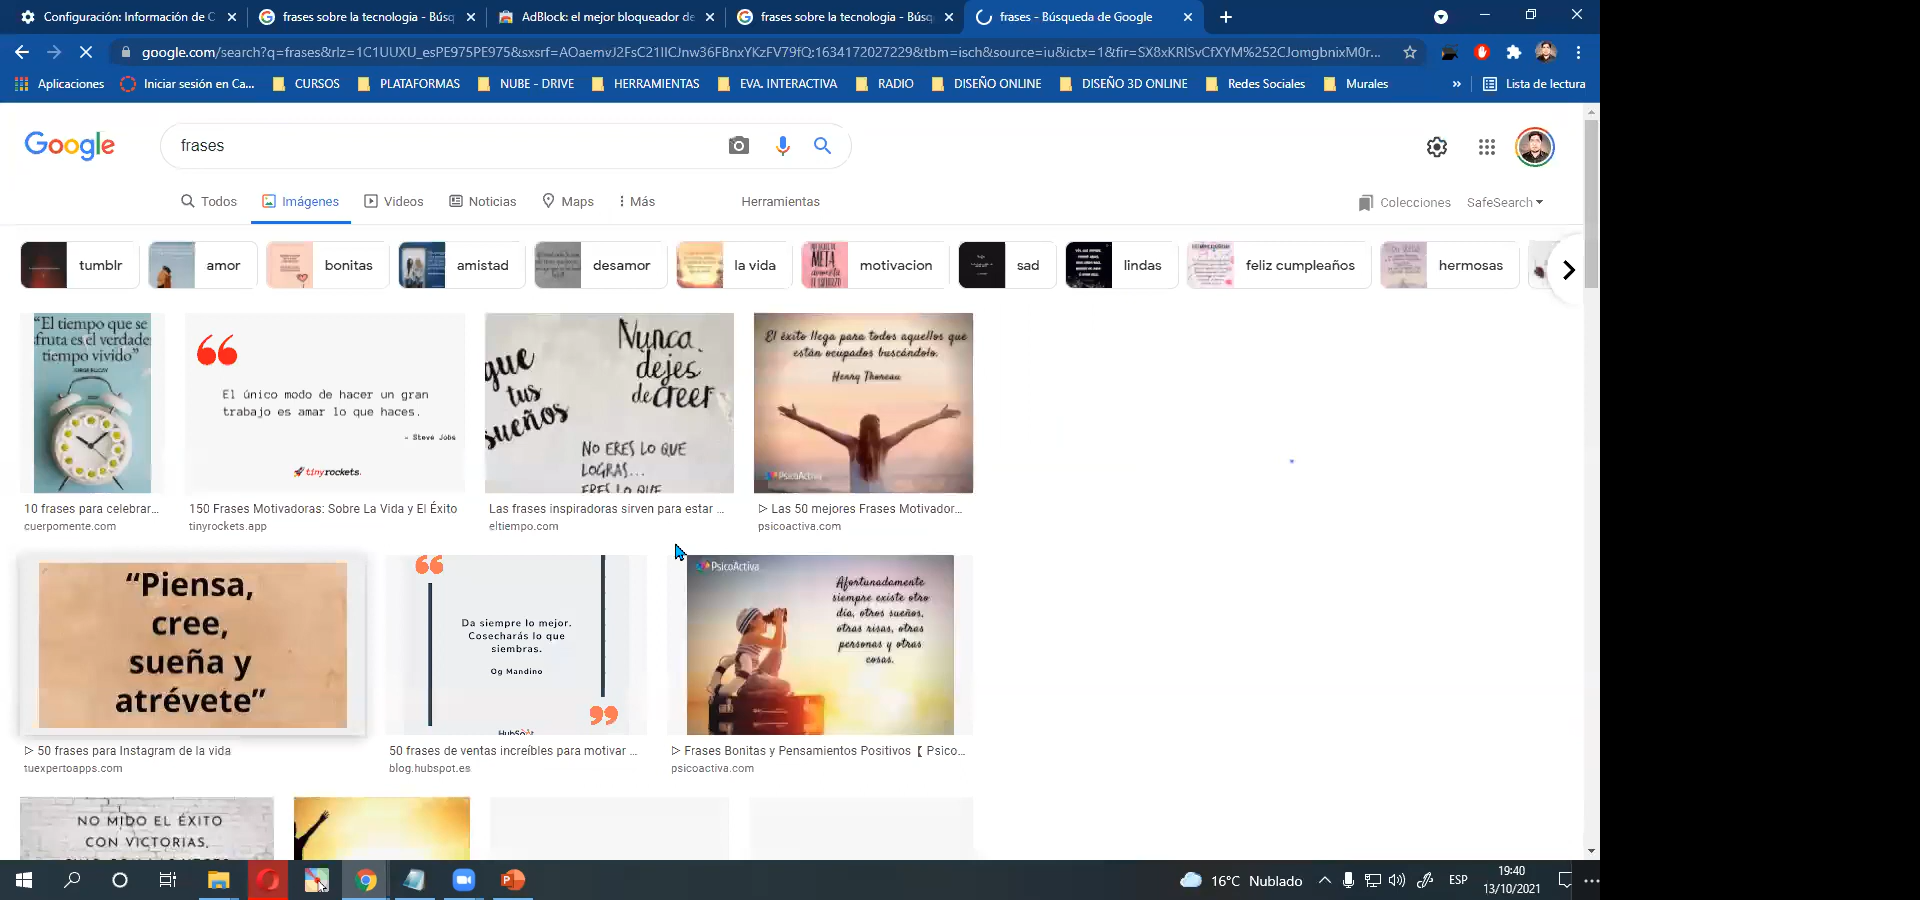 Configuración: Información de C
frases sobre la tecnologia - Búsq
AdBlock: el mejor bloqueador de
frases sobre la tecnologia - Búsq
frases - Búsqueda de Google
google.com/search?q=frases&rlz=1C1UUXU_esPE975PE975&sxsrf=AOaemvJ2FsC21IICJnw36FBnxYKzFV79fQ:1634172027229&tbm=isch&source=iu&ictx=1&fir=SX8xKRlSvCfXYM%252CJomgbnixM0r...
Aplicaciones
Iniciar sesión en Ca...
CURSOS
PLATAFORMAS
NUBE - DRIVE
HERRAMIENTAS
EVA. INTERACTIVA
RADIO
DISEÑO ONLINE
DISEÑO 3D ONLINE
Redes Sociales
Murales
»
Lista de lectura
Google
frases
Todos
Imágenes
Videos
Noticias
Maps
Más
Herramientas
Colecciones
SafeSearch
tumblr
amor
bonitas
amistad
desamor
la vida
motivacion
sad
lindas
feliz cumpleaños
hermosas
“El tiempo que se
fruta es el verdade
tiempo vivido”
JORGE BUCAY
10 frases para celebrar...
cuerpomente.com
El único modo de hacer un gran
trabajo es amar lo que haces.
- Steve Jobs
tinyrockets.
150 Frases Motivadoras: Sobre La Vida y El Éxito
tinyrockets.app
que
tus
sueños
Nunca
dejes
de creer
NO ERES LO QUE
LOGRAS...
ERES LO QUE
Las frases inspiradoras sirven para estar ...
eltiempo.com
El éxito llega para todos aquellos que
están ocupados buscándolo.
Henry Thoreau
PsicoActiva
▷ Las 50 mejores Frases Motivador...
psicoactiva.com
“Piensa,
cree,
sueña y
atrévete”
▷ 50 frases para Instagram de la vida
tuexpertoapps.com
Da siempre lo mejor.
Cosecharás lo que
siembras.
Og Mandino
HubSpot
50 frases de ventas increíbles para motivar ...
blog.hubspot.es
PsicoActiva
Afortunadamente
siempre existe otro
día, otros sueños,
otras risas, otras
personas y otras
cosas.
▷ Frases Bonitas y Pensamientos Positivos【 Psico...
psicoactiva.com
NO MIDO EL ÉXITO
CON VICTORIAS,
16°C Nublado
ESP
19:40
13/10/2021